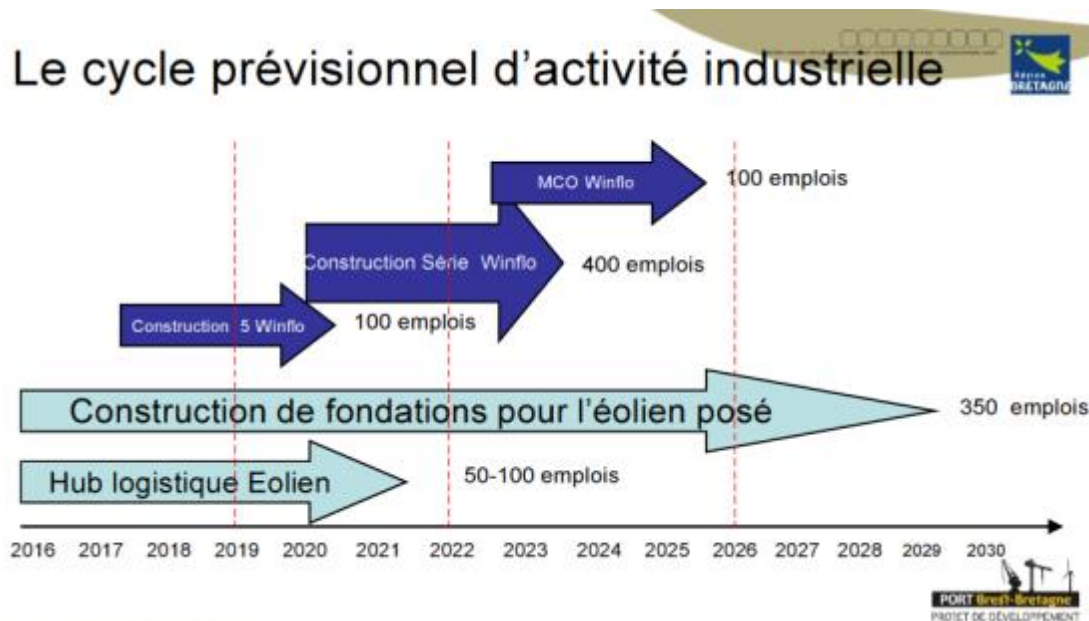 Le cycle prévisionnel d'activité industrielle
Région
BRETAGNE
MCO Winflo
100 emplois
Construction Série Winflo
400 emplois
Construction 5 Winflo
100 emplois
Construction de fondations pour l'éolien posé
350 emplois
Hub logistique Eolien
50-100 emplois
2016 2017 2018 2019 2020 2021 2022 2023 2024 2025 2026 2027 2028 2029 2030
PORT Brest-Bretagne
PROJET DE DÉVELOPPEMENT